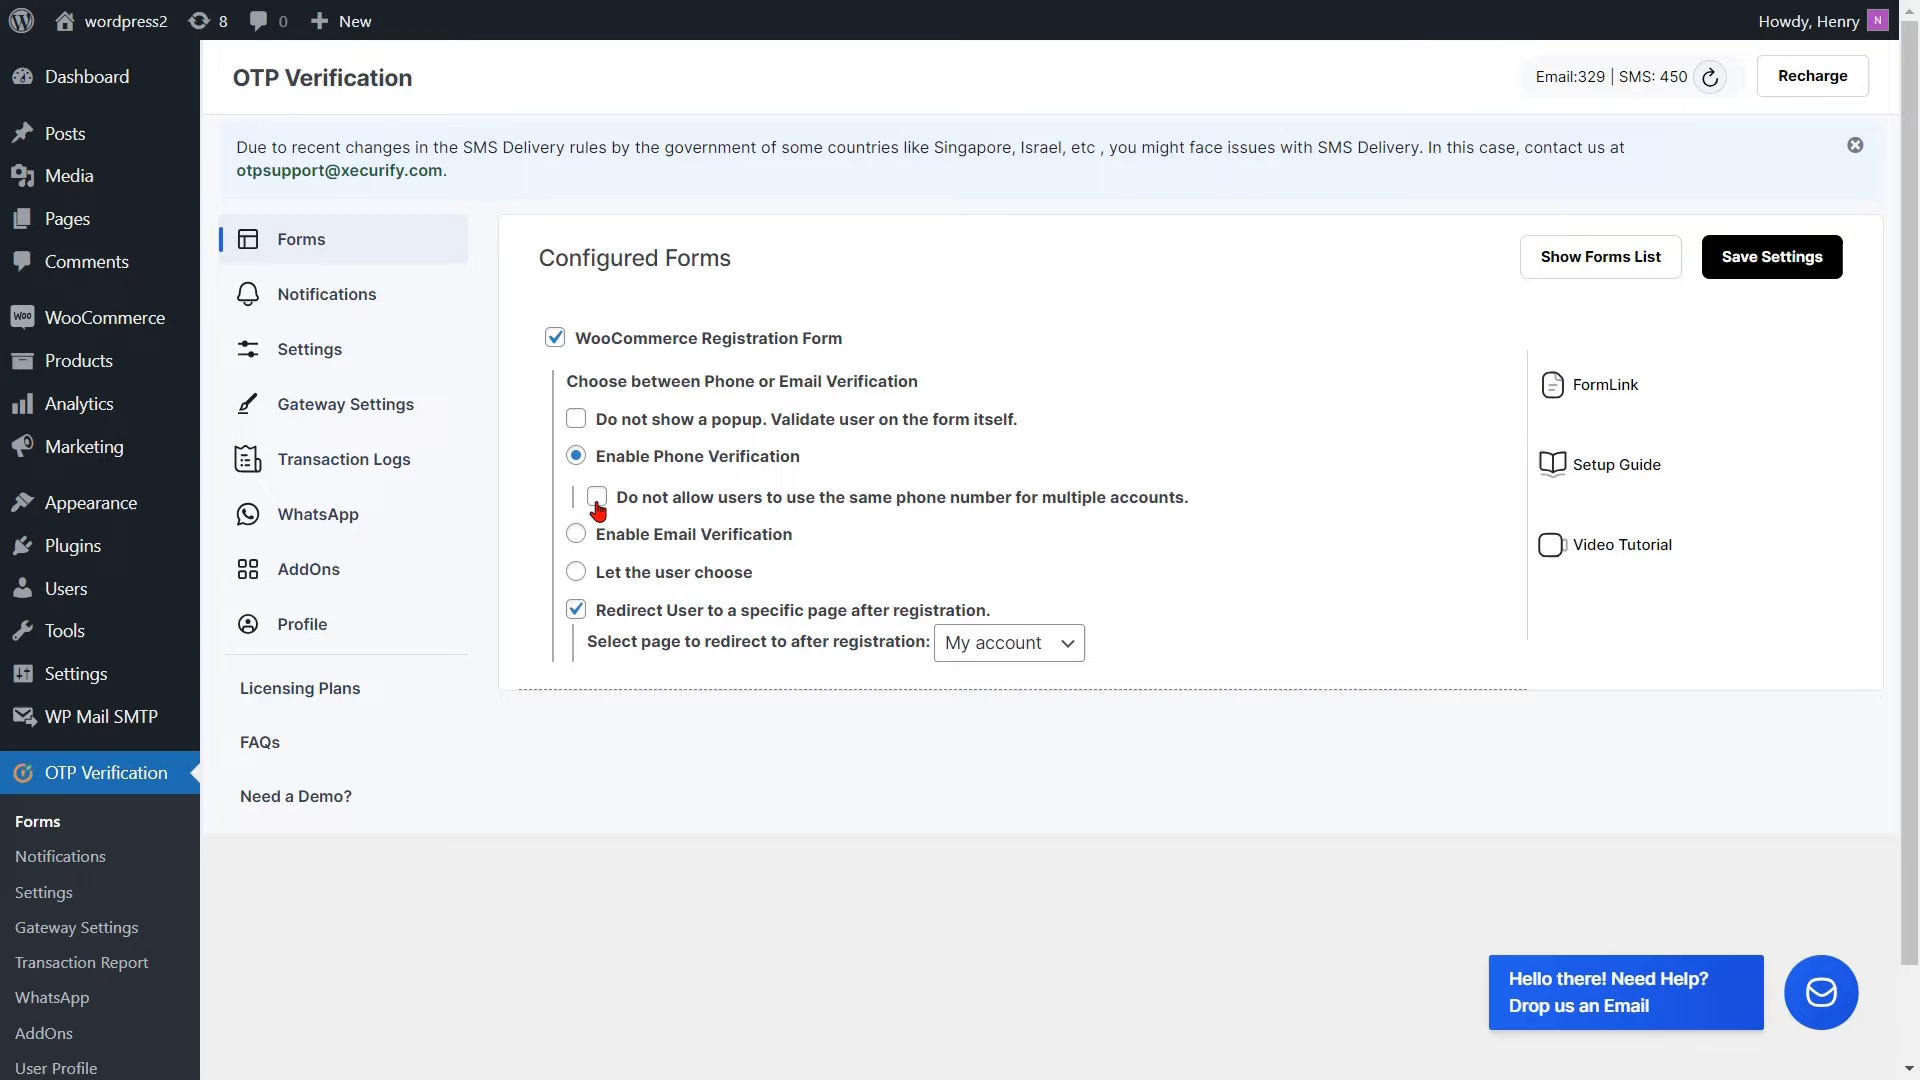 wordpress2
8
0
New
Howdy, Henry
N
Dashboard
Posts
Media
Pages
Comments
Woo
WooCommerce
Products
Analytics
Marketing
Appearance
Plugins
Users
Tools
Settings
WP Mail SMTP
OTP Verification
Forms
Notifications
Settings
Gateway Settings
Transaction Report
WhatsApp
AddOns
User Profile
OTP Verification
Email:329 | SMS: 450
Recharge
Due to recent changes in the SMS Delivery rules by the government of some countries like Singapore, Israel, etc , you might face issues with SMS Delivery. In this case, contact us at
otpsupport@xecurify.com.
Forms
Notifications
Settings
Gateway Settings
Transaction Logs
WhatsApp
AddOns
Profile
Licensing Plans
FAQs
Need a Demo?
Configured Forms
Show Forms List
Save Settings
WooCommerce Registration Form
Choose between Phone or Email Verification
Do not show a popup. Validate user on the form itself.
Enable Phone Verification
Do not allow users to use the same phone number for multiple accounts.
Enable Email Verification
Let the user choose
Redirect User to a specific page after registration.
Select page to redirect to after registration: My account
FormLink
Setup Guide
Video Tutorial
Hello there! Need Help?
Drop us an Email